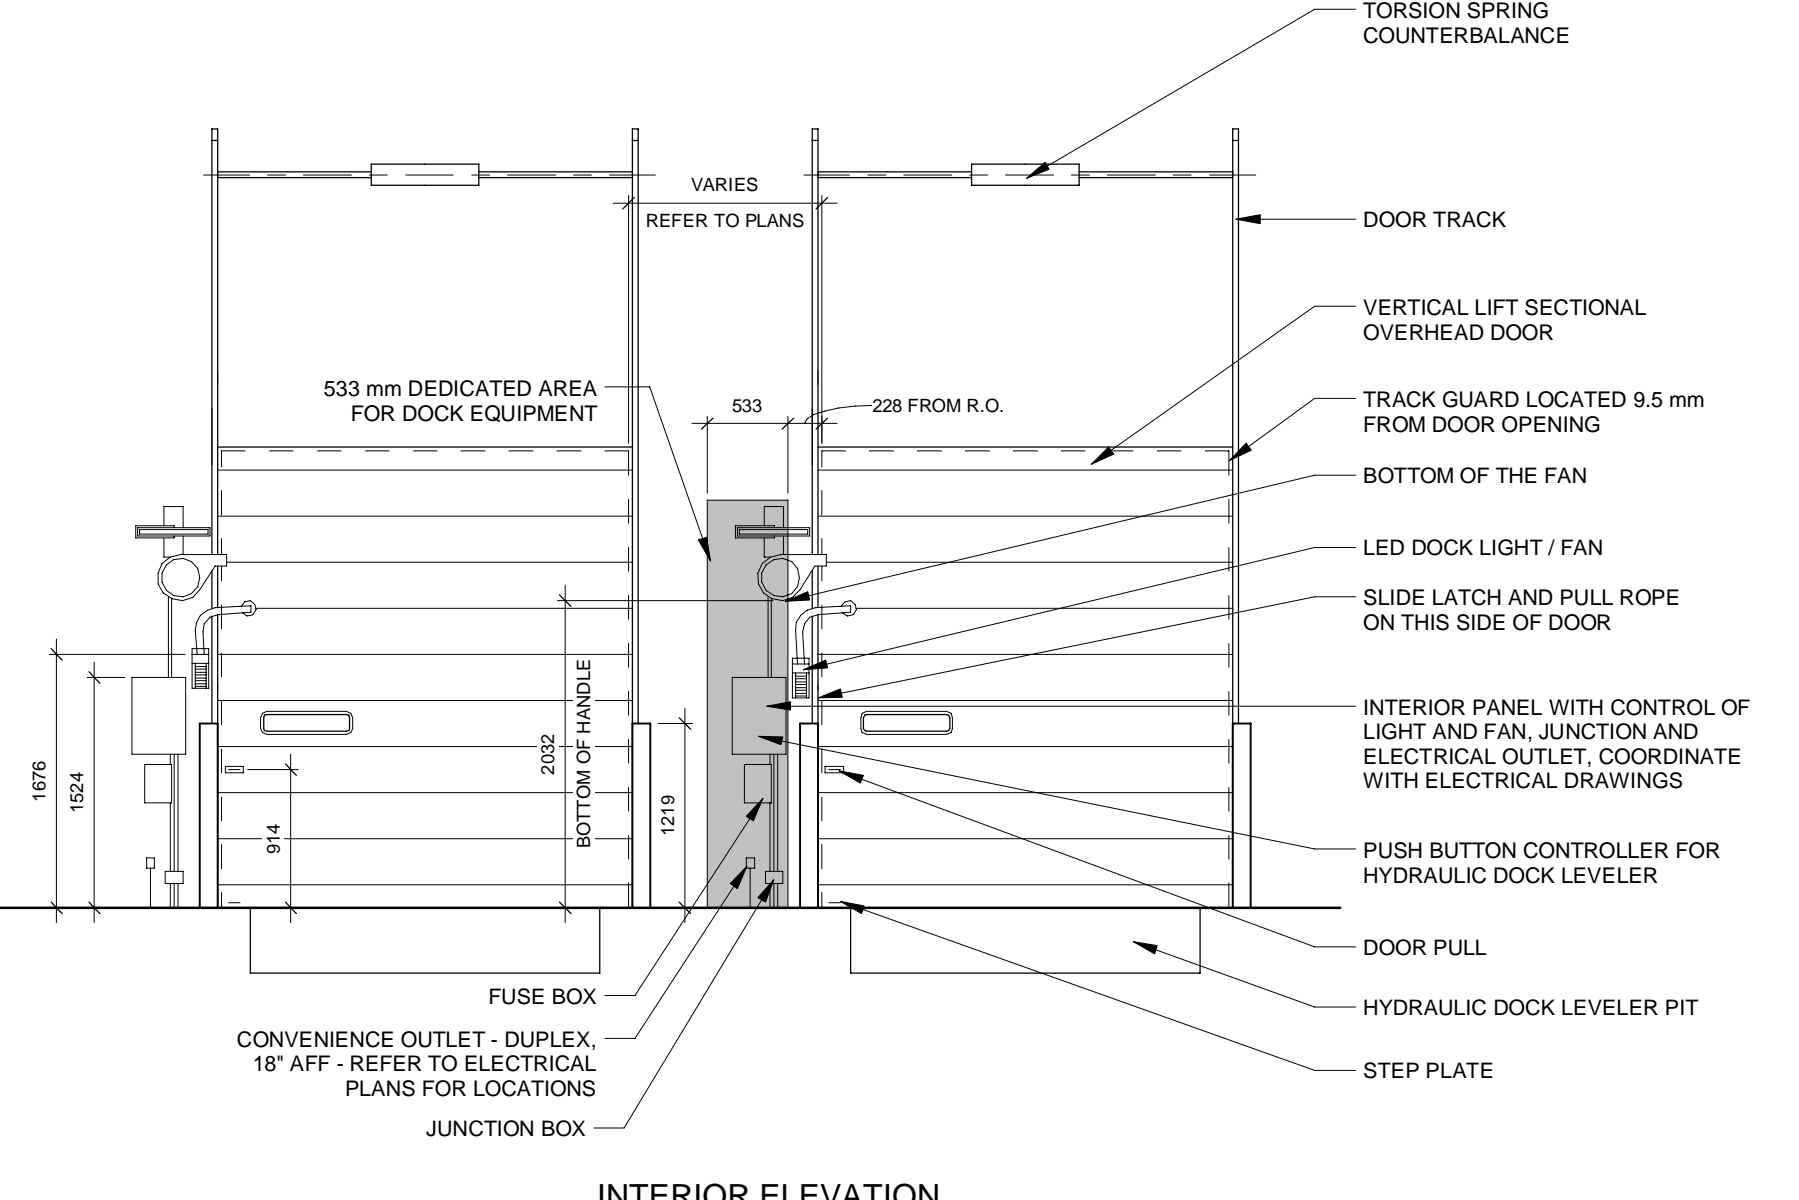 TORSION SPRING
COUNTERBALANCE
VARIES
REFER TO PLANS
DOOR TRACK
VERTICAL LIFT SECTIONAL
OVERHEAD DOOR
533 mm DEDICATED AREA
FOR DOCK EQUIPMENT
533
228 FROM R.O.
TRACK GUARD LOCATED 9.5 mm
FROM DOOR OPENING
BOTTOM OF THE FAN
LED DOCK LIGHT / FAN
SLIDE LATCH AND PULL ROPE
ON THIS SIDE OF DOOR
INTERIOR PANEL WITH CONTROL OF
LIGHT AND FAN, JUNCTION AND
ELECTRICAL OUTLET, COORDINATE
WITH ELECTRICAL DRAWINGS
1676
1524
914
2032
BOTTOM OF HANDLE
1219
PUSH BUTTON CONTROLLER FOR
HYDRAULIC DOCK LEVELER
DOOR PULL
HYDRAULIC DOCK LEVELER PIT
STEP PLATE
FUSE BOX
CONVENIENCE OUTLET - DUPLEX,
18" AFF - REFER TO ELECTRICAL
PLANS FOR LOCATIONS
JUNCTION BOX
INTERIOR ELEVATION